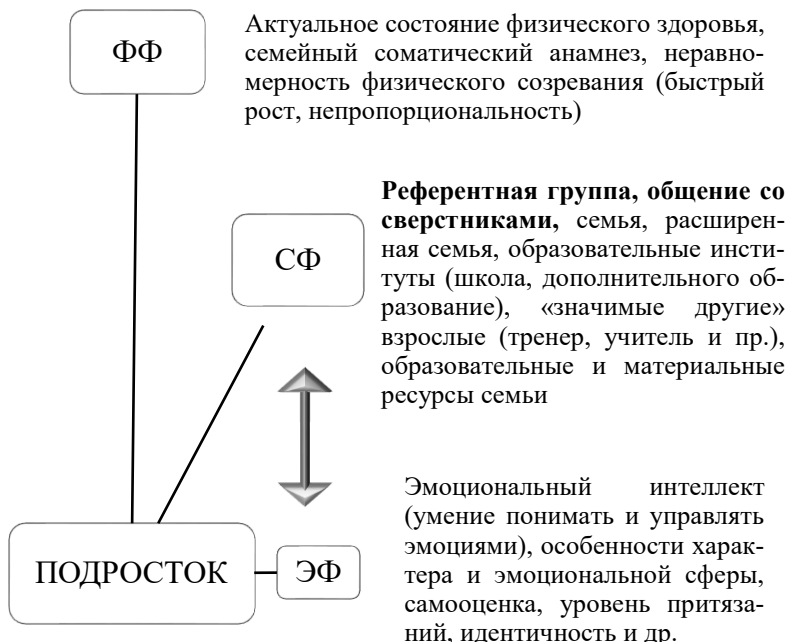 ФФ
Актуальное состояние физического здоровья,
семейный соматический анамнез, неравно-
мерность физического созревания (быстрый
рост, непропорциональность)
СФ
Референтная группа, общение со
сверстниками, семья, расширен-
ная семья, образовательные инсти-
туты (школа, дополнительного об-
разование), «значимые другие»
взрослые (тренер, учитель и пр.),
образовательные и материальные
ресурсы семьи
ПОДРОСТОК
ЭФ
Эмоциональный интеллект
(умение понимать и управлять
эмоциями), особенности харак-
тера и эмоциональной сферы,
самооценка, уровень притяза-
ний, идентичность и др.